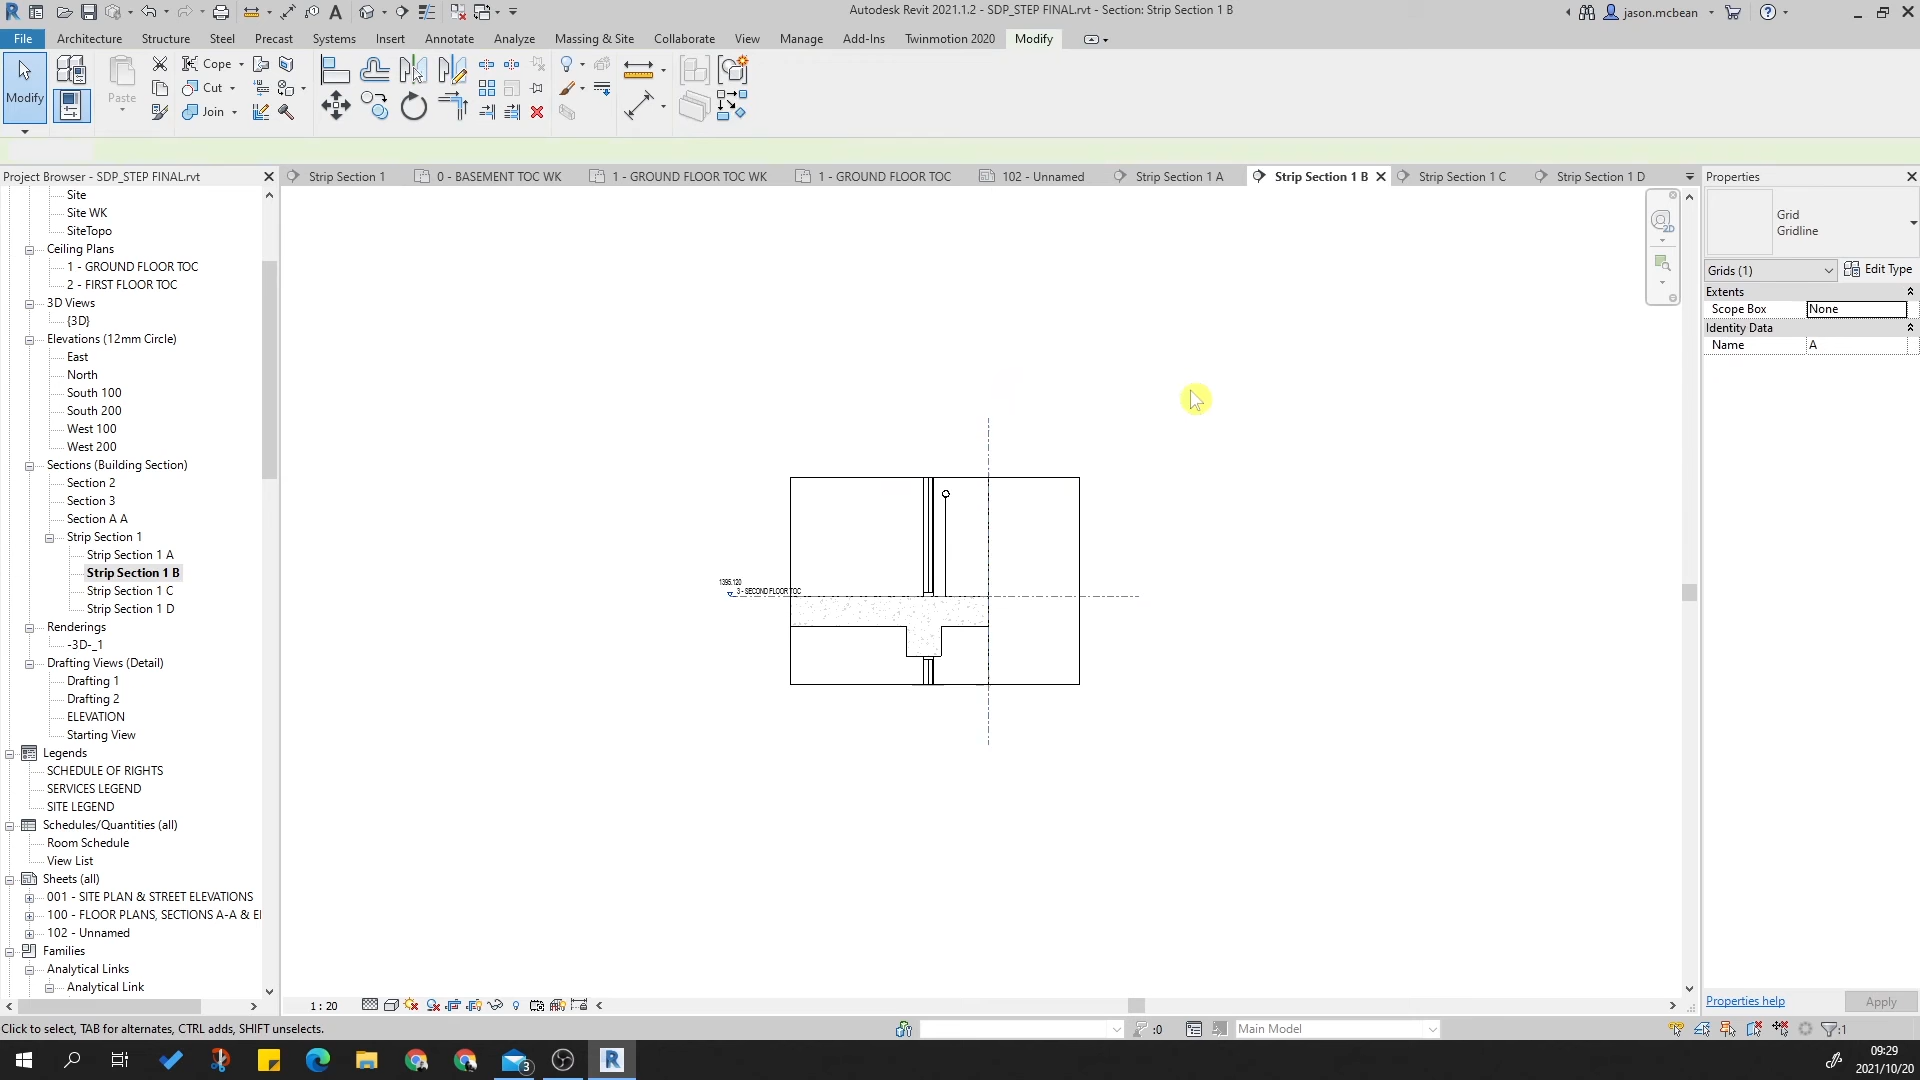 Autodesk Revit 2021.1.2 - SDP_STEP FINAL.rvt - Section: Strip Section 1 B
jason.mcbean
File Architecture Structure Steel Precast Systems Insert Annotate Analyze Massing & Site Collaborate View Manage Add-Ins Twinmotion 2020 Modify
Modify
Paste
Cope
Cut
Join
Project Browser - SDP_STEP FINAL.rvt
Strip Section 1
0 - BASEMENT TOC WK
1 - GROUND FLOOR TOC WK
1 - GROUND FLOOR TOC
102 - Unnamed
Strip Section 1 A
Strip Section 1 B
Strip Section 1 C
Strip Section 1 D
Properties
Site
Site WK
SiteTopo
Ceiling Plans
1 - GROUND FLOOR TOC
2 - FIRST FLOOR TOC
3D Views
{3D}
Elevations (12mm Circle)
East
North
South 100
South 200
West 100
West 200
Sections (Building Section)
Section 2
Section 3
Section A A
Strip Section 1
Strip Section 1 A
Strip Section 1 B
Strip Section 1 C
Strip Section 1 D
Renderings
-3D-_1
Drafting Views (Detail)
Drafting 1
Drafting 2
ELEVATION
Starting View
Legends
SCHEDULE OF RIGHTS
SERVICES LEGEND
SITE LEGEND
Schedules/Quantities (all)
Room Schedule
View List
Sheets (all)
001 - SITE PLAN & STREET ELEVATIONS
100 - FLOOR PLANS, SECTIONS A-A & El
102 - Unnamed
Families
Analytical Links
Analytical Link
2D
1395.120
3 - SECOND FLOOR TOC
Grid
Gridline
Grids (1)
Edit Type
Extents
Scope Box None
Identity Data
Name A
Properties help
Apply
1 : 20
Click to select, TAB for alternates, CTRL adds, SHIFT unselects.
:0
Main Model
:1
3
09:29
2021/10/20